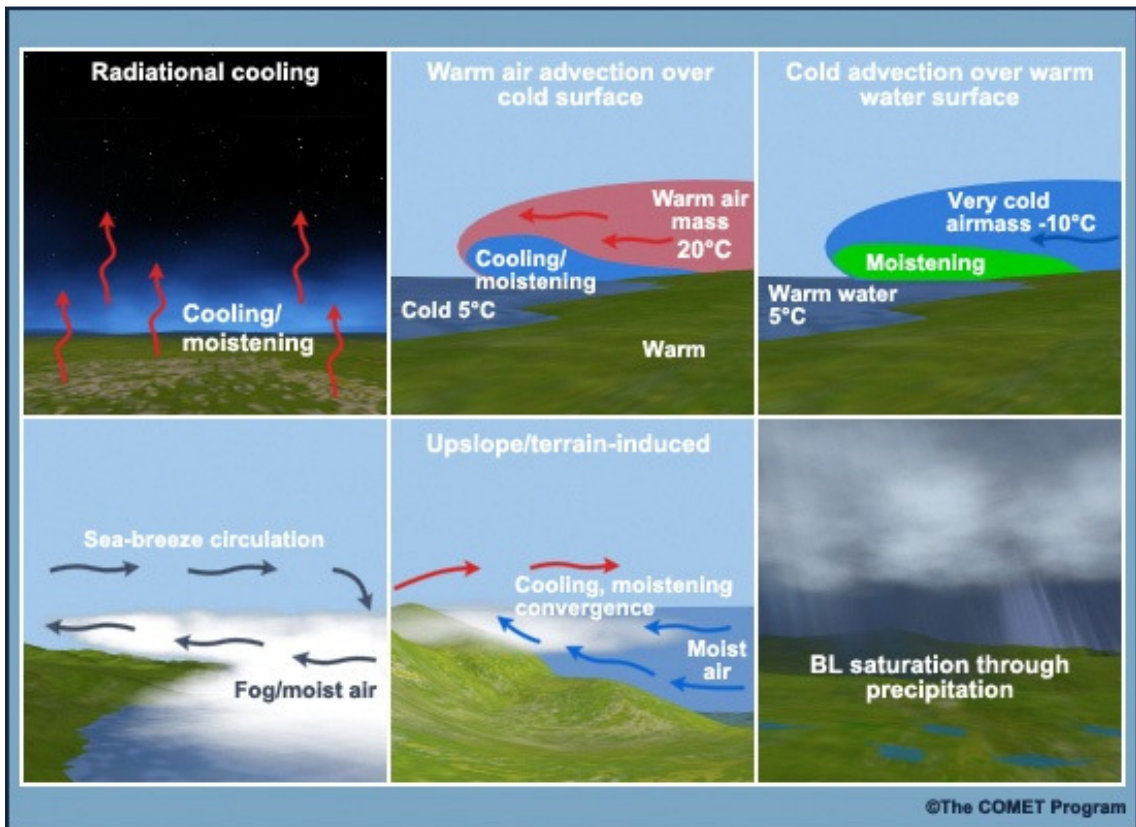 Radiational cooling
Cooling/
moistening
Warm air advection over
cold surface
Warm air
mass
20°C
Cooling/
moistening
Cold 5°C
Warm
Cold advection over warm
water surface
Very cold
airmass -10°C
Moistening
Warm water
5°C
Sea-breeze circulation
Fog/moist air
Upslope/terrain-induced
Cooling, moistening
convergence
Moist
air
BL saturation through
precipitation
©The COMET Program